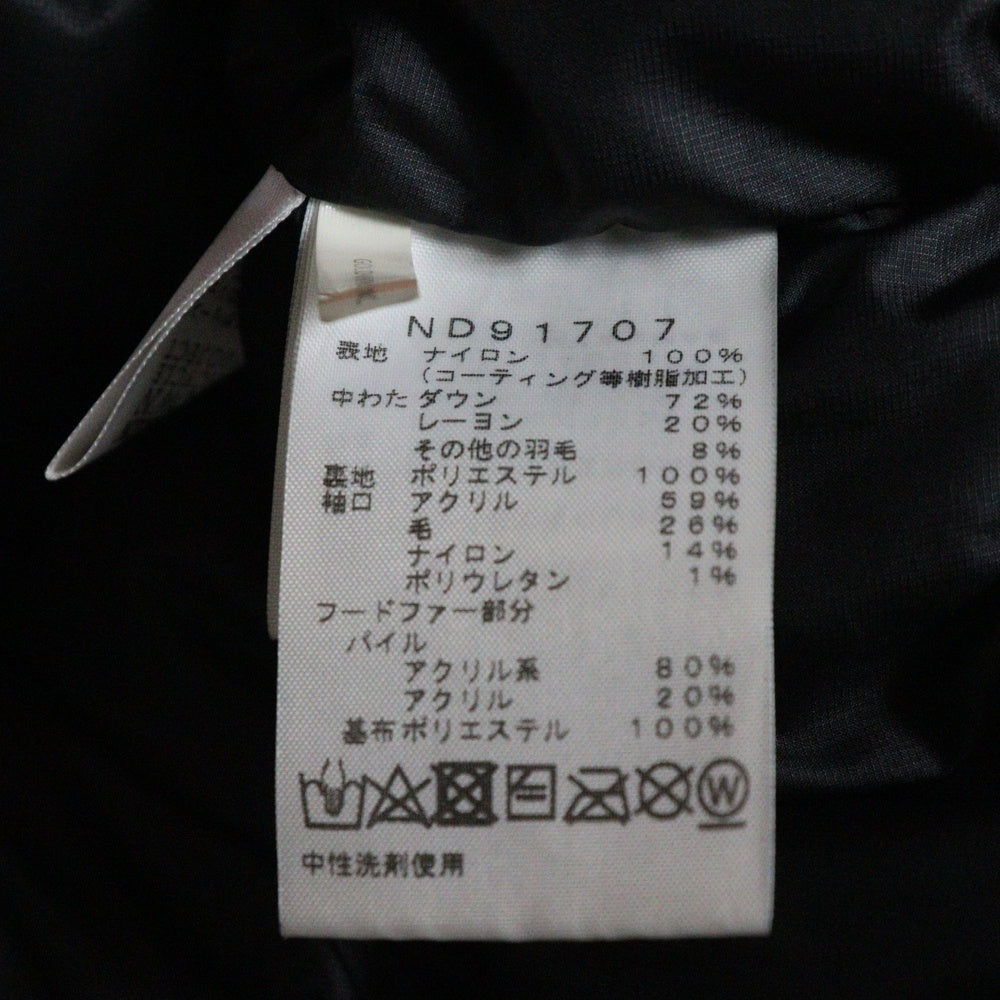 ND91707
表地 ナイロン 100%
(コーティング等樹脂加工)
中わた ダウン 72%
レーヨン 20%
その他の羽毛 8%
裏地 ポリエステル 100%
袖口 アクリル 59%
毛 26%
ナイロン 14%
ポリウレタン 1%
フードファー部分
パイル
アクリル系 80%
アクリル 20%
基布 ポリエステル 100%
W
中性洗剤使用